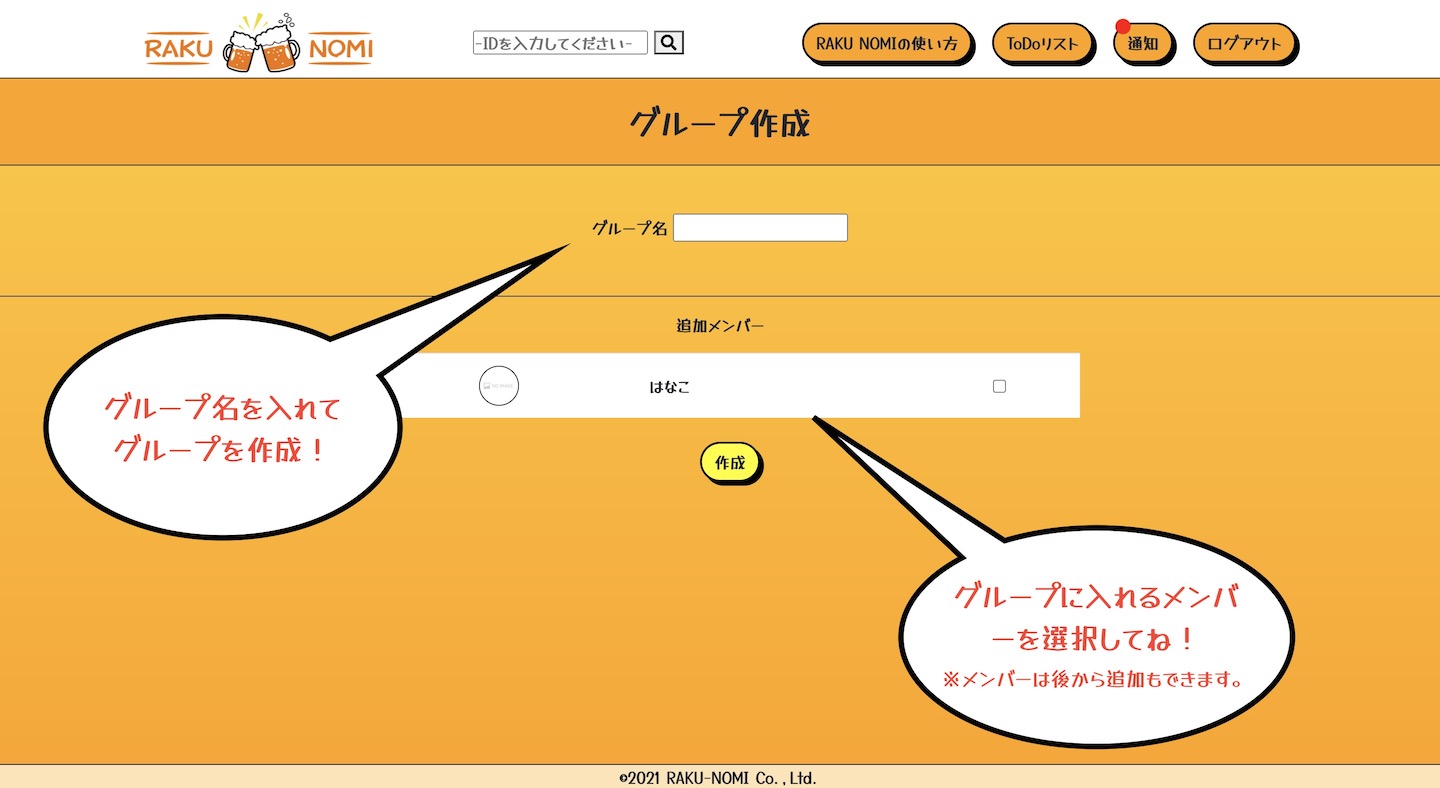 RAKU NOMI
-IDを入力してください-
RAKU NOMIの使い方
ToDoリスト
通知
ログアウト
グループ作成
グループ名
追加メンバー
NO IMAGE
はなこ
作成
グループ名を入れて
グループを作成！
グループに入れるメンバ
ーを選択してね！
※メンバーは後から追加もできます。
©2021 RAKU-NOMI Co.,Ltd.